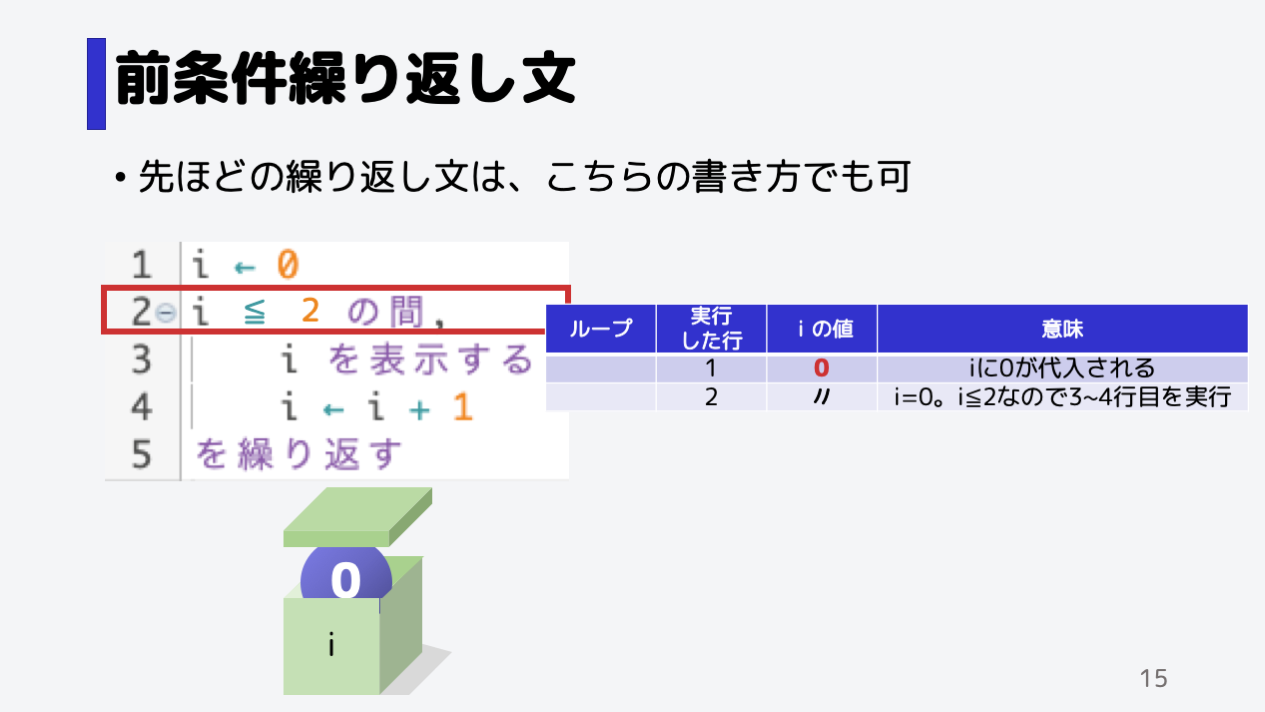 前条件繰り返し文
• 先ほどの繰り返し文は、こちらの書き方でも可
1 i ← 0
2 i ≦ 2 の間,
3 i を表示する
4 i ← i + 1
5 を繰り返す
ループ 実行した行 i の値 意味
1 0 iに0が代入される
2 〃 i=0。i≦2なので3~4行目を実行
0
i
15